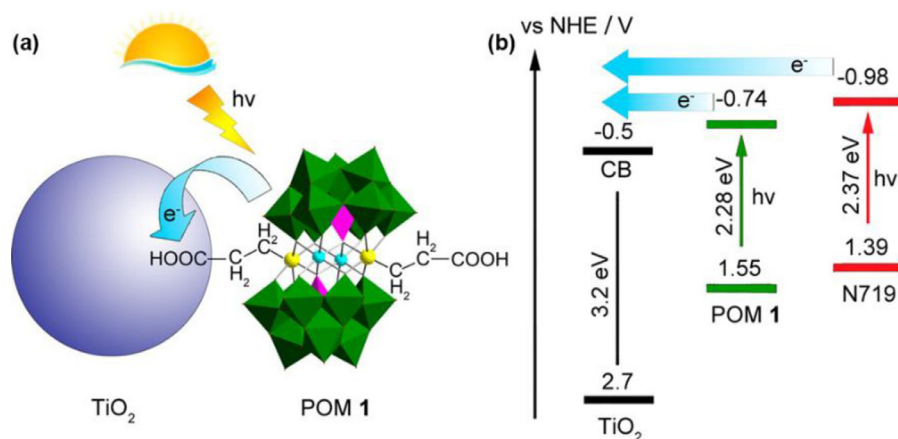 (a)
hν
e-
HOOC
C
H2
H2
C
C
H2
H2
C
COOH
TiO2
POM 1
(b)
vs NHE / V
e-
-0.98
e-
-0.74
-0.5
CB
2.28 eV
hν
2.37 eV
hν
3.2 eV
1.55
1.39
POM 1
N719
2.7
TiO2